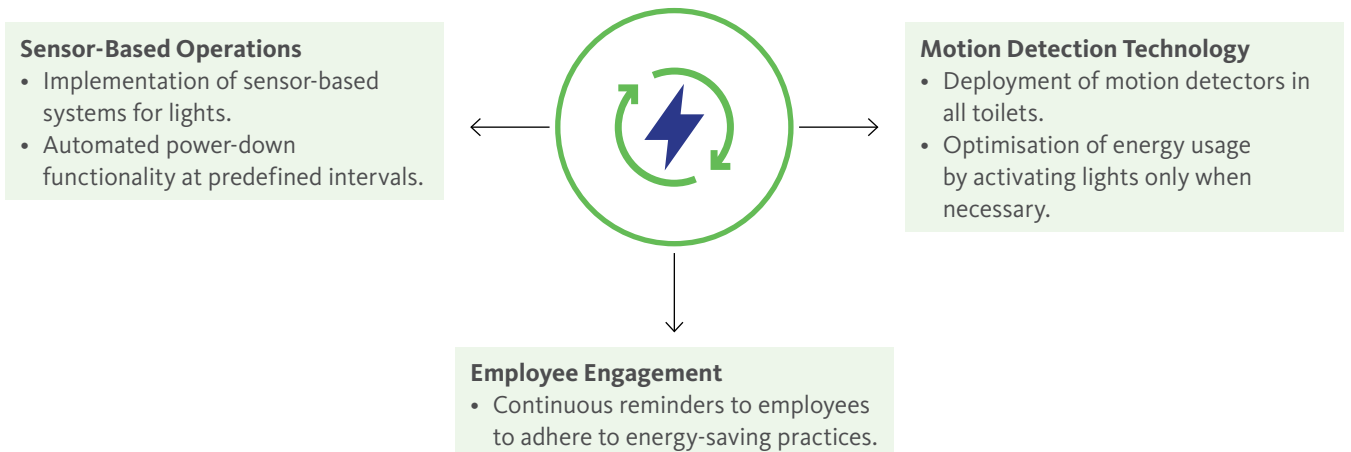 Sensor-Based Operations
• Implementation of sensor-based
systems for lights.
• Automated power-down
functionality at predefined intervals.
Motion Detection Technology
• Deployment of motion detectors in
all toilets.
• Optimisation of energy usage
by activating lights only when
necessary.
Employee Engagement
• Continuous reminders to employees
to adhere to energy-saving practices.